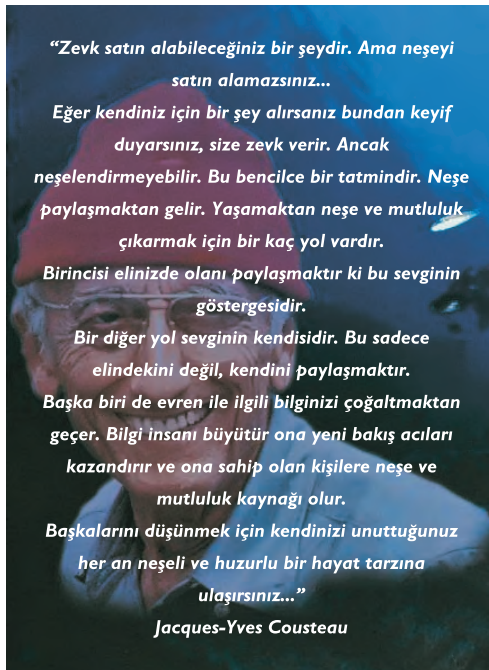 “Zevk satın alabileceğiniz bir şeydir. Ama neşeyi
satın alamazsınız...
Eğer kendiniz için bir şey alırsanız bundan keyif
duyarsınız, size zevk verir. Ancak
neşelendirmeyebilir. Bu bencilce bir tatmindir. Neşe
paylaşmaktan gelir. Yaşamaktan neşe ve mutluluk
çıkarmak için bir kaç yol vardır.
Birincisi elinizde olanı paylaşmaktır ki bu sevginin
göstergesidir.
Bir diğer yol sevginin kendisidir. Bu sadece
elindekini değil, kendini paylaşmaktır.
Başka biri de evren ile ilgili bilginizi çoğaltmaktan
geçer. Bilgi insanı büyütür ona yeni bakış acıları
kazandırır ve ona sahip olan kişilere neşe ve
mutluluk kaynağı olur.
Başkalarını düşünmek için kendinizi unuttuğunuz
her an neşeli ve huzurlu bir hayat tarzına
ulaşırsınız...”
Jacques-Yves Cousteau